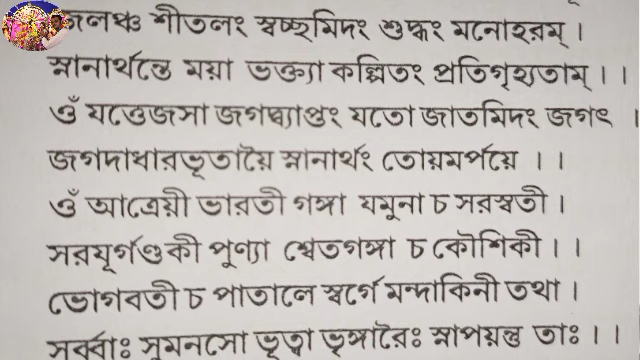 জলঞ্চ শীতলং স্বচ্ছমিদং শুদ্ধং মনোহরম্ ।
স্নানার্থন্তে ময়া ভক্ত্যা কল্পিতং প্রতিগৃহ্যতাম্ । ।
ওঁ যত্তেজসা জগদ্ব্যাপ্তং যতো জাতমিদং জগৎ ।
জগদাধারভূতায়ৈ স্নানার্থং তোয়মর্পয়ে । ।
ওঁ আত্রেয়ী ভারতী গঙ্গা যমুনা চ সরস্বতী ।
সরযূর্গণ্ডকী পুণ্যা শ্বেতগঙ্গা চ কৌশিকী । ।
ভোগবতী চ পাতালে স্বর্গে মন্দাকিনী তথা ।
সর্ব্বাঃ সুমনসো ভূত্বা ভৃঙ্গারৈঃ স্নাপয়ন্তু তাঃ । ।